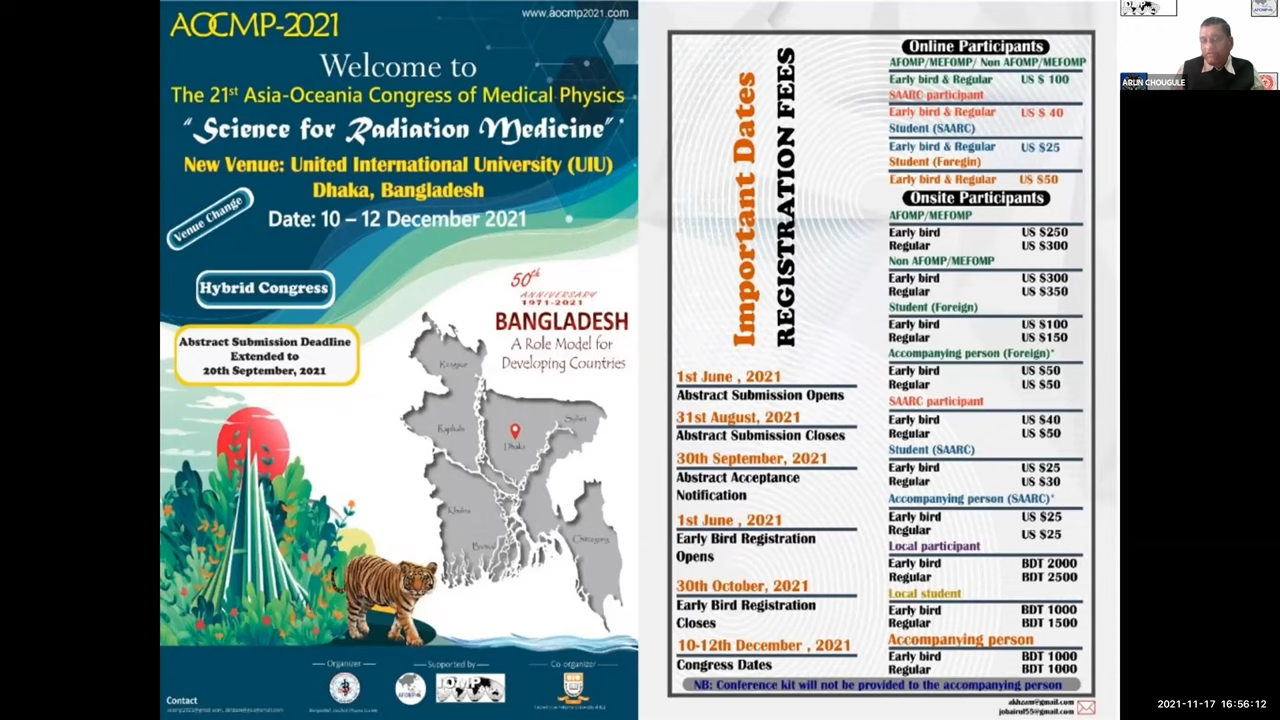 AOCMP-2021
www.aocmp2021.com
Welcome to
The 21st Asia-Oceania Congress of Medical Physics
"Science for Radiation Medicine"
New Venue: United International University (UIU)
Dhaka, Bangladesh
Venue Change
Date: 10 – 12 December 2021
Hybrid Congress
Abstract Submission Deadline
Extended to
20th September, 2021
50th
ANNIVERSARY
1971-2021
BANGLADESH
A Role Model for
Developing Countries
Rangpur
Sylhet
Rajshahi
Dhaka
Khulna
Barisal
Chittagong
Organizer
Supported by
Co-organizer
AFOMP
Contact
Important Dates
REGISTRATION FEES
1st June , 2021
Abstract Submission Opens
31st August, 2021
Abstract Submission Closes
30th September, 2021
Abstract Acceptance
Notification
1st June , 2021
Early Bird Registration
Opens
30th October, 2021
Early Bird Registration
Closes
10-12th December , 2021
Congress Dates
Online Participants
AFOMP/MEFOMP/ Non AFOMP/MEFOMP
Early bird & Regular US $ 100
SAARC participant
Early bird & Regular US $ 40
Student (SAARC)
Early bird & Regular US $25
Student (Foregin)
Early bird & Regular US $50
Onsite Participants
AFOMP/MEFOMP
Early bird US $250
Regular US $300
Non AFOMP/MEFOMP
Early bird US $300
Regular US $350
Student (Foreign)
Early bird US $100
Regular US $150
Accompanying person (Foreign)*
Early bird US $50
Regular US $50
SAARC participant
Early bird US $40
Regular US $50
Student (SAARC)
Early bird US $25
Regular US $30
Accompanying person (SAARC)*
Early bird US $25
Regular US $25
Local participant
Early bird BDT 2000
Regular BDT 2500
Local student
Early bird BDT 1000
Regular BDT 1500
Accompanying person
Early bird BDT 1000
Regular BDT 1000
NB: Conference kit will not be provided to the accompanying person
jobairul55@gmail.com
ARUN CHOUGULE
2021-11-17 16:56:12